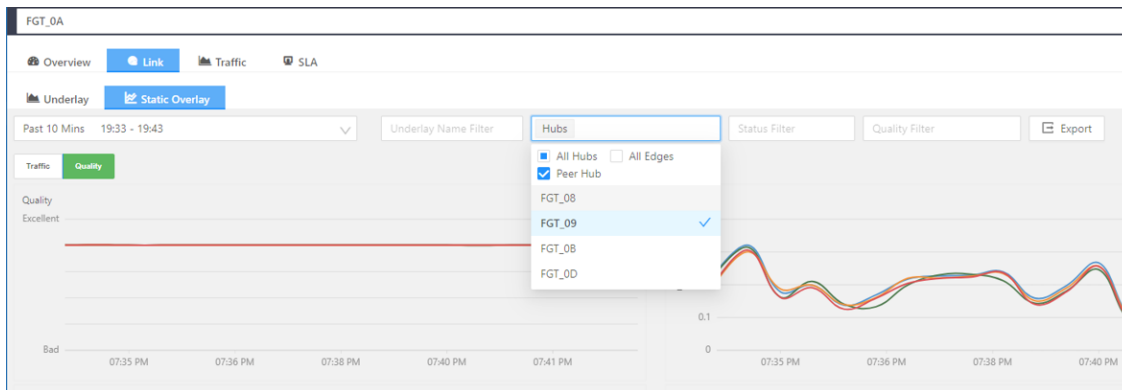 FGT_0A
Overview Link Traffic SLA
Underlay Static Overlay
Past 10 Mins 19:33 - 19:43 Underlay Name Filter Hubs Status Filter Quality Filter Export
Traffic Quality
All Hubs All Edges
Peer Hub
Quality
Excellent
FGT_08
FGT_09
FGT_0B
FGT_0D
0.1
Bad
0
07:35 PM 07:36 PM 07:38 PM 07:40 PM 07:41 PM 07:35 PM 07:36 PM 07:38 PM 07:40 PM